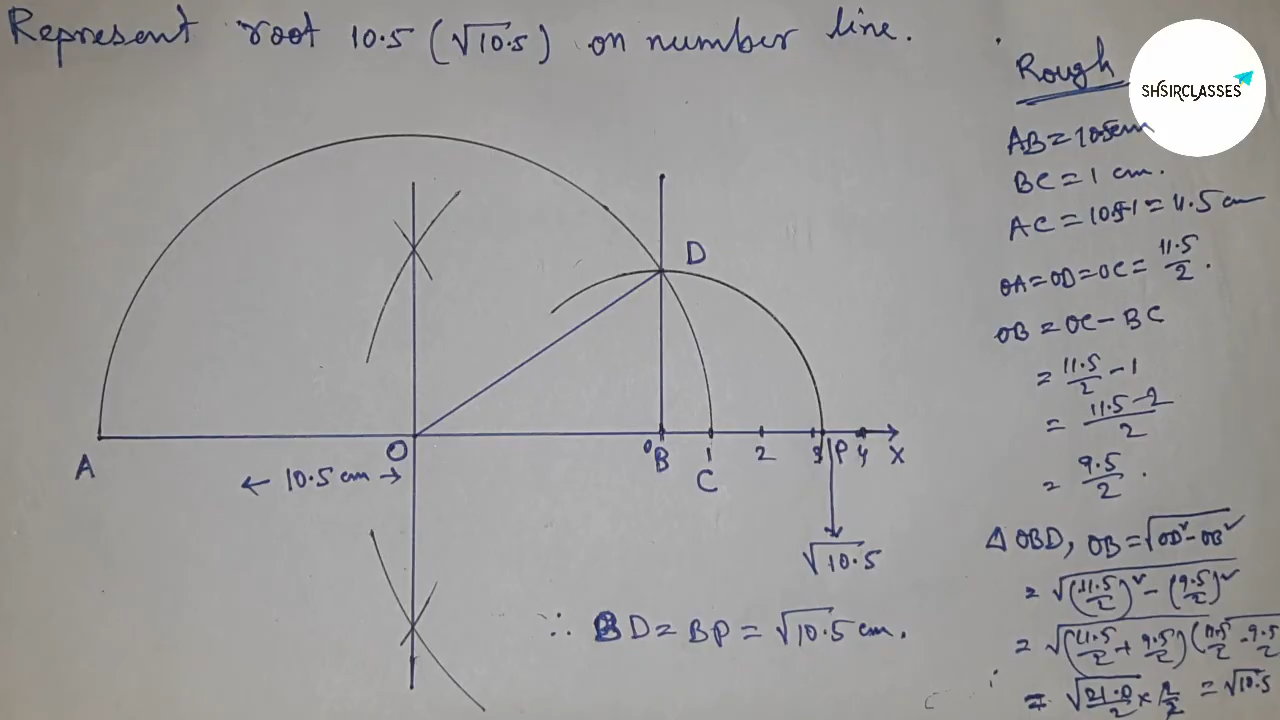 Represent root 10.5 (√10.5) on number line.
Rough
SHSIRCLASSES
AB = 10.5cm
BC = 1 cm.
AC = 10.5+1 = 11.5 cm
OA = OD = OC = 11.5/2 .
OB = OC - BC
= 11.5/2 - 1
= 11.5-2/2
= 9.5/2 .
Δ OBD, OB = √OD² - OB²
= √(11.5/2)² - (9.5/2)²
= √(11.5/2 + 9.5/2) (11.5/2 - 9.5/2
= √21.0/2 × 2/2 = √10.5
D
A
← 10.5 cm →
O
0 B 1 2 3 P 4 X
C
√10.5
∴ BD = BP = √10.5 cm.